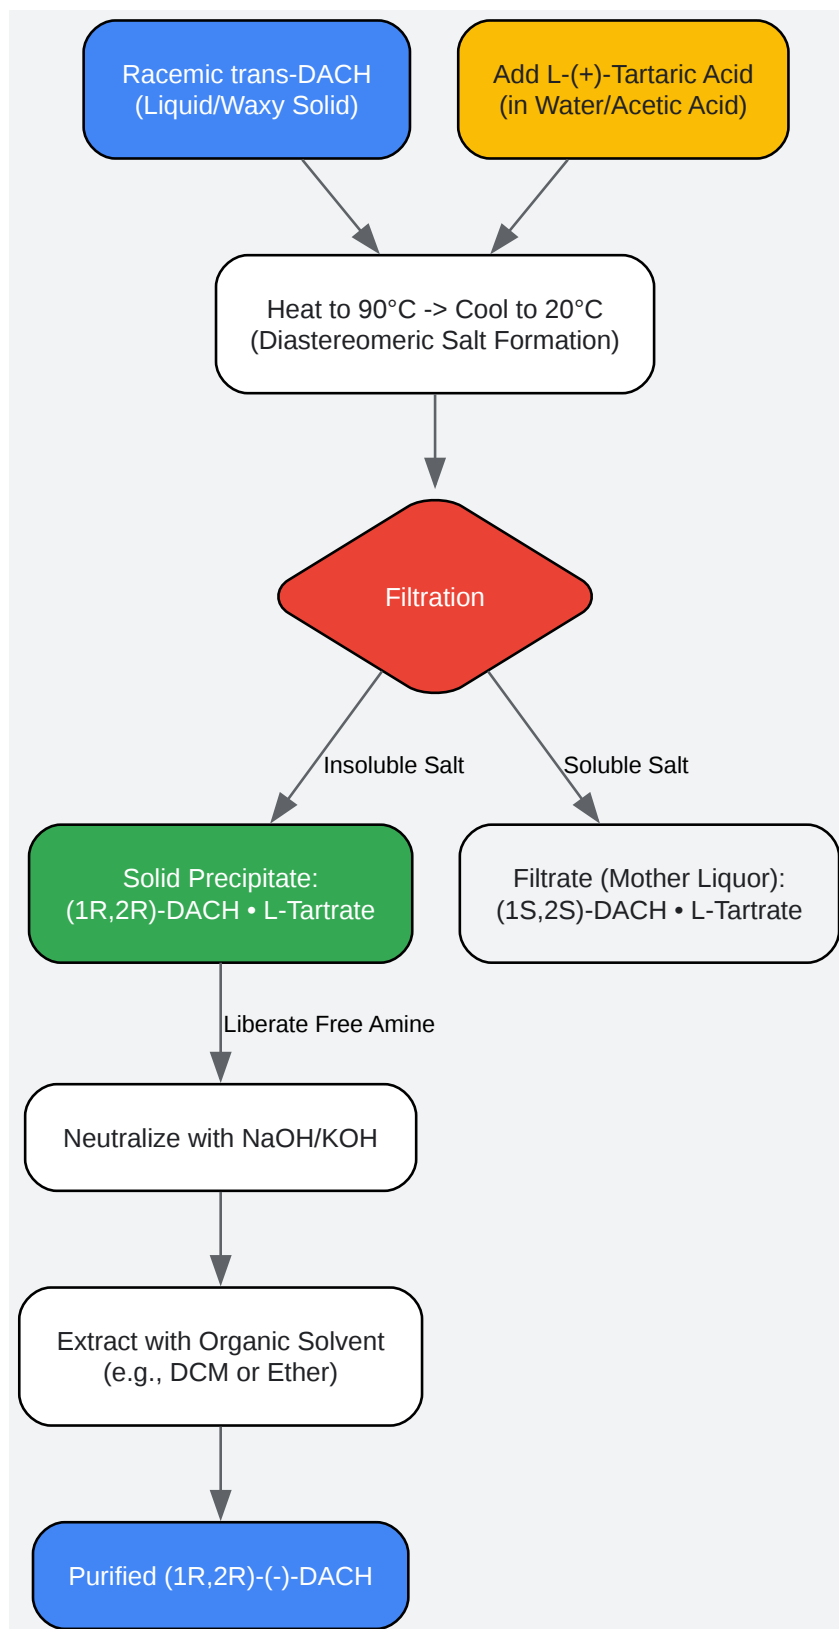 Racemic trans-DACH
(Liquid/Waxy Solid)
Add L-(+)-Tartaric Acid
(in Water/Acetic Acid)
Heat to 90°C -> Cool to 20°C
(Diastereomeric Salt Formation)
Filtration
Insoluble Salt
Soluble Salt
Solid Precipitate:
(1R,2R)-DACH • L-Tartrate
Filtrate (Mother Liquor):
(1S,2S)-DACH • L-Tartrate
Liberate Free Amine
Neutralize with NaOH/KOH
Extract with Organic Solvent
(e.g., DCM or Ether)
Purified (1R,2R)-(-)-DACH